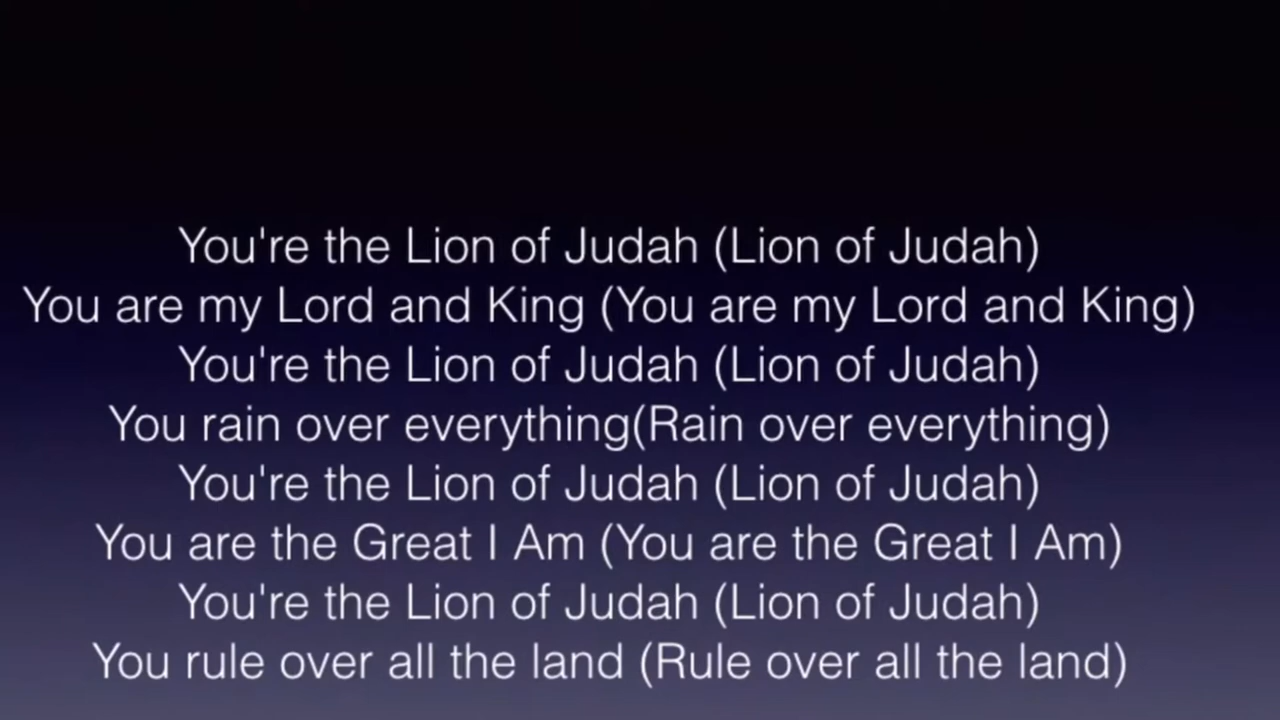 You're the Lion of Judah (Lion of Judah)
You are my Lord and King (You are my Lord and King)
You're the Lion of Judah (Lion of Judah)
You rain over everything(Rain over everything)
You're the Lion of Judah (Lion of Judah)
You are the Great I Am (You are the Great I Am)
You're the Lion of Judah (Lion of Judah)
You rule over all the land (Rule over all the land)